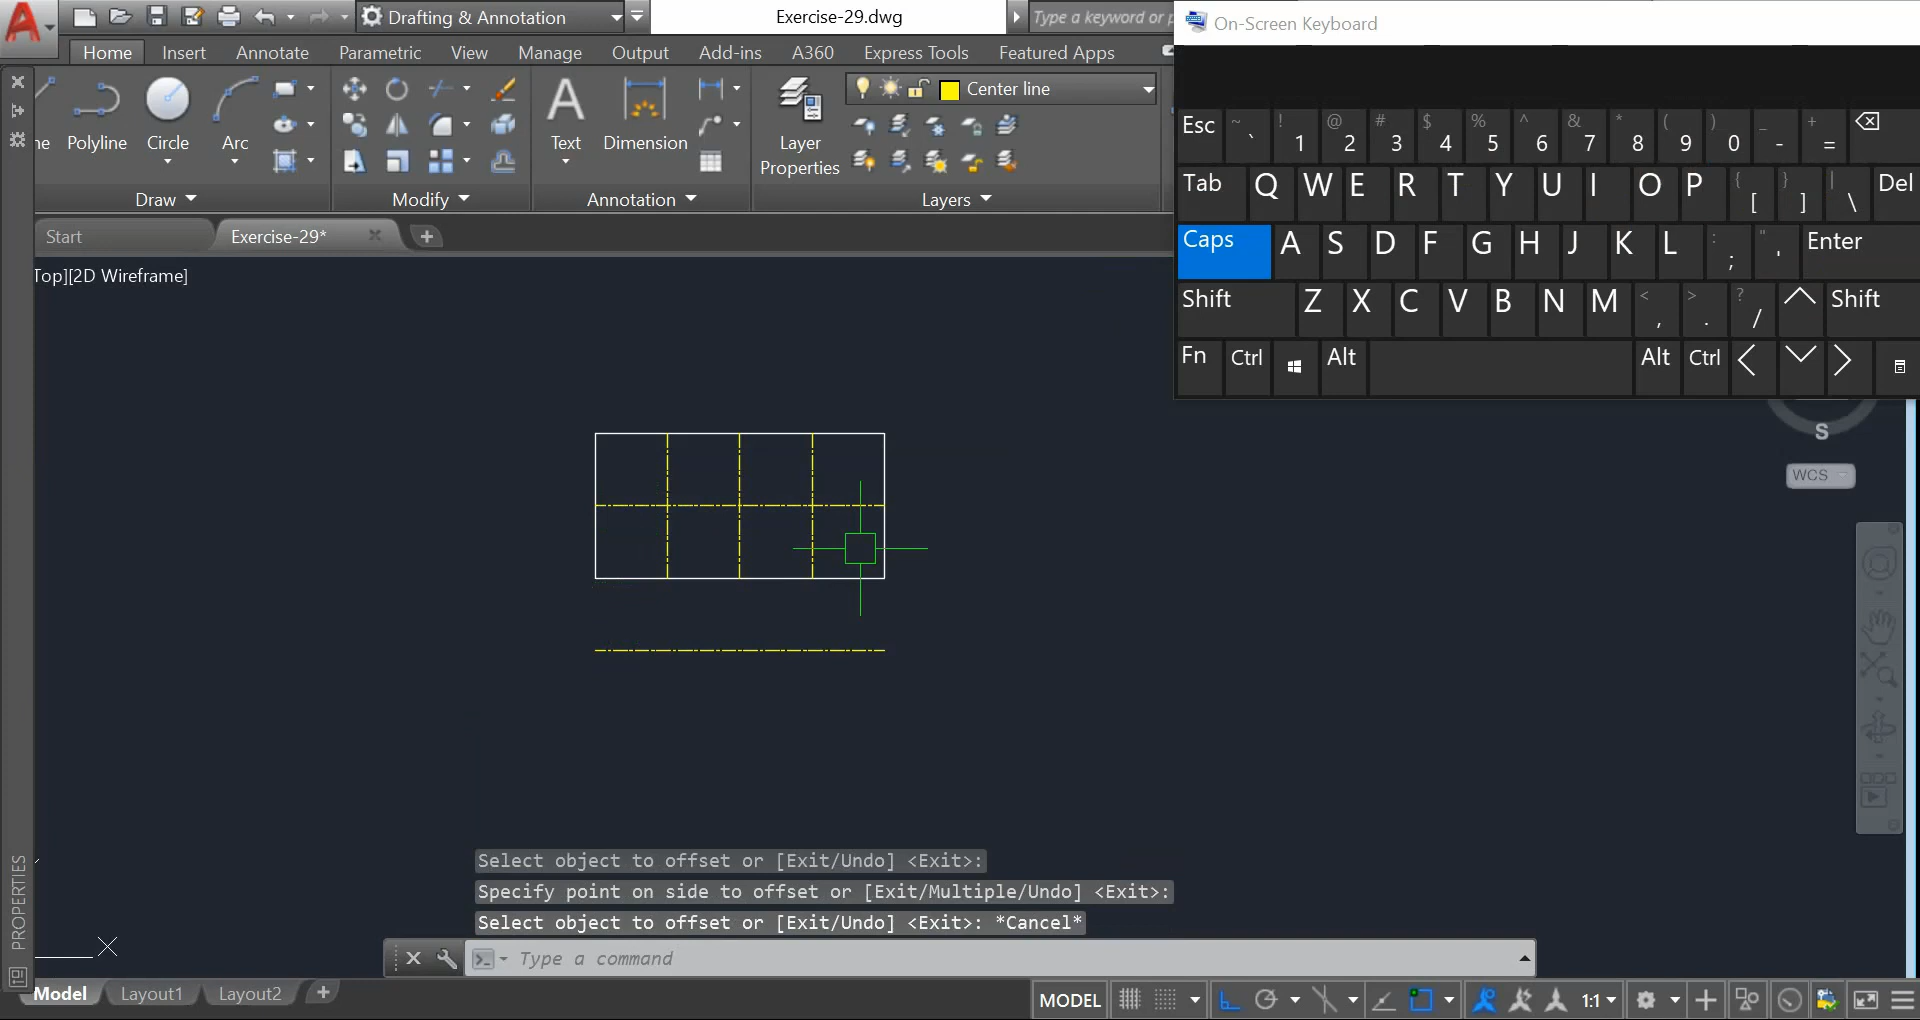 Drafting & Annotation
Exercise-29.dwg
Type a keyword or p
On-Screen Keyboard
Home Insert Annotate Parametric View Manage Output Add-ins A360 Express Tools Featured Apps
ne Polyline Circle Arc
Text Dimension
Layer
Properties
Center line
Draw Modify Annotation Layers
Start Exercise-29* +
Top][2D Wireframe]
Esc ~ ` ! 1 @ 2 # 3 $ 4 % 5 ^ 6 & 7 * 8 ( 9 ) 0 _ - + =
Tab Q W E R T Y U I O P { [ } ] | \ Del
Caps A S D F G H J K L : ; " ' Enter
Shift Z X C V B N M < , > . ? / Shift
Fn Ctrl Alt Alt Ctrl
S
WCS
Select object to offset or [Exit/Undo] <Exit>:
Specify point on side to offset or [Exit/Multiple/Undo] <Exit>:
Select object to offset or [Exit/Undo] <Exit>: *Cancel*
Type a command
PROPERTIES
Model Layout1 Layout2 +
MODEL 1:1